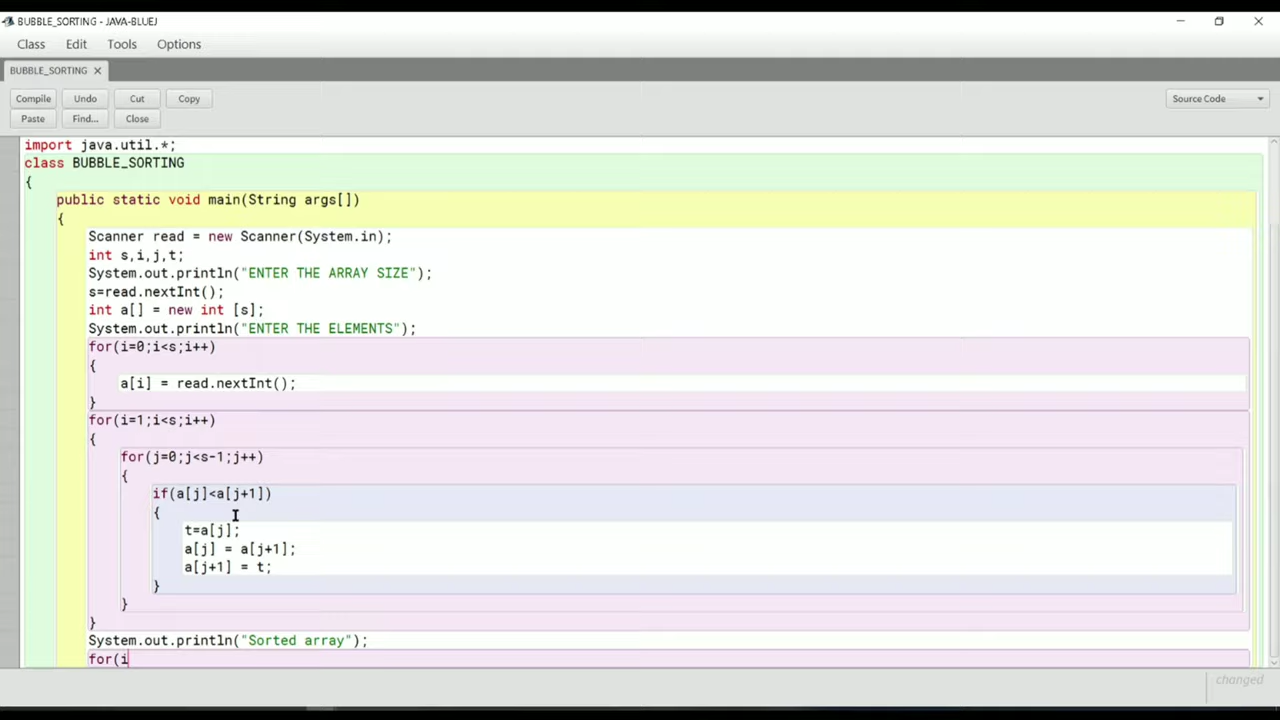 BUBBLE_SORTING - JAVA-BLUEJ
Class Edit Tools Options
BUBBLE_SORTING
Compile Undo Cut Copy Source Code
Paste Find... Close
import java.util.*;
class BUBBLE_SORTING
{
public static void main(String args[])
{
Scanner read = new Scanner(System.in);
int s,i,j,t;
System.out.println("ENTER THE ARRAY SIZE");
s=read.nextInt();
int a[] = new int [s];
System.out.println("ENTER THE ELEMENTS");
for(i=0;i<s;i++)
{
a[i] = read.nextInt();
}
for(i=1;i<s;i++)
{
for(j=0;j<s-1;j++)
{
if(a[j]<a[j+1])
{
t=a[j];
a[j] = a[j+1];
a[j+1] = t;
}
}
}
System.out.println("Sorted array");
for(i
changed